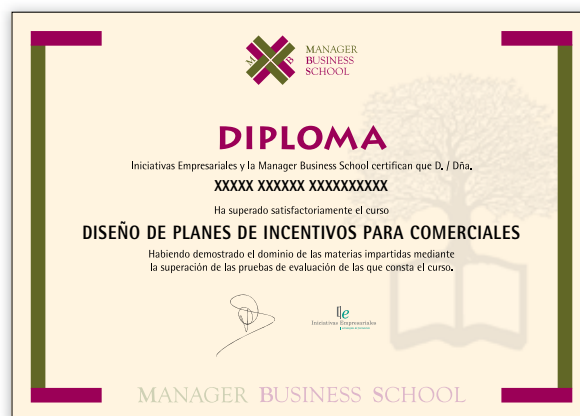 M B
MANAGER
BUSINESS
SCHOOL
DIPLOMA
Iniciativas Empresariales y la Manager Business School certifican que D. / Dña.
XXXXX XXXXXX XXXXXXXXXX
Ha superado satisfactoriamente el curso
DISEÑO DE PLANES DE INCENTIVOS PARA COMERCIALES
Habiendo demostrado el dominio de las materias impartidas mediante
la superación de las pruebas de evaluación de las que consta el curso.
Iniciativas Empresariales
MANAGER BUSINESS SCHOOL